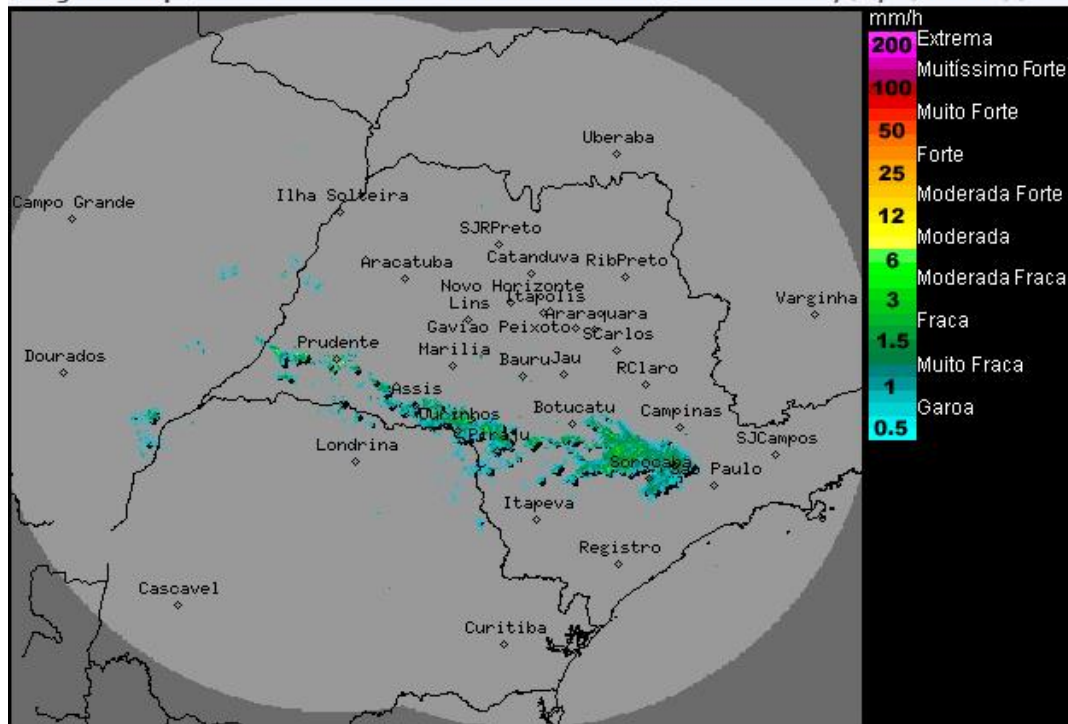 mm/h
200 Extrema
Muitíssimo Forte
100
Muito Forte
50
Forte
25
Moderada Forte
12
Moderada
6
Moderada Fraca
3
Fraca
1.5
Muito Fraca
1
Garoa
0.5
Uberaba
Campo Grande
Ilha Solteira
SJRPreto
Aracatuba
Catanduva
RibPreto
Novo Horizonte
Lins
Itapolis
Araraquara
Varginha
Gaviao Peixoto
SCarlos
Dourados
Prudente
Marilia
Bauru
Jau
RClaro
Assis
Ourinhos
Botucatu
Campinas
Piraju
SJCampos
Londrina
Sorocaba
Sao Paulo
Itapeva
Registro
Cascavel
Curitiba